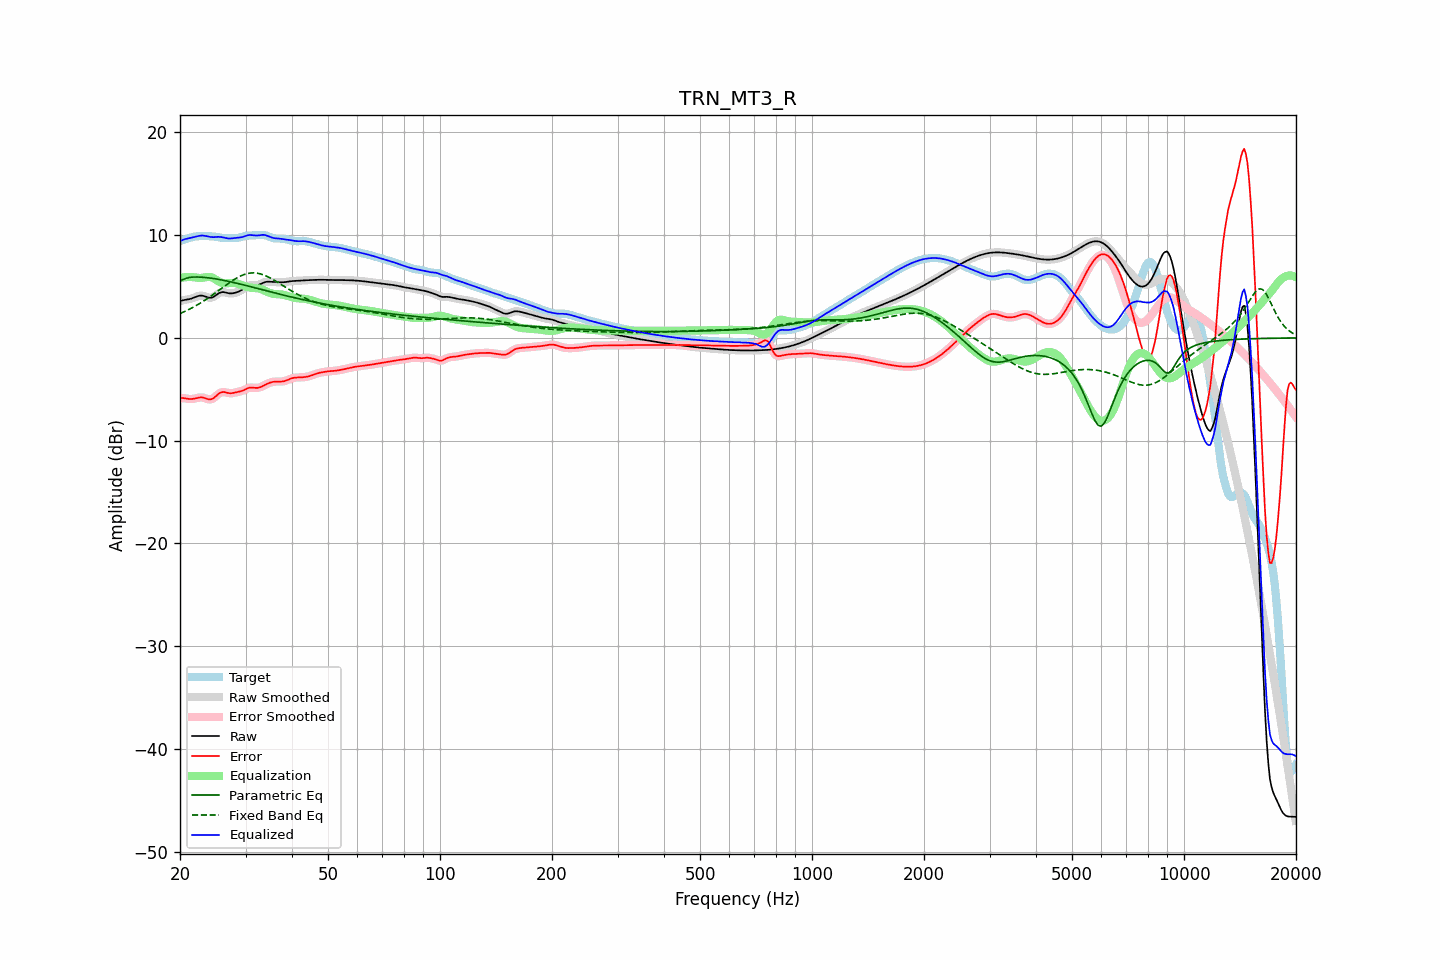 TRN_MT3_R
Amplitude (dBr)
20
10
0
−10
−20
−30
−40
−50
Target
Raw Smoothed
Error Smoothed
Raw
Error
Equalization
Parametric Eq
Fixed Band Eq
Equalized
20 50 100 200 500 1000 2000 5000 10000 20000
Frequency (Hz)